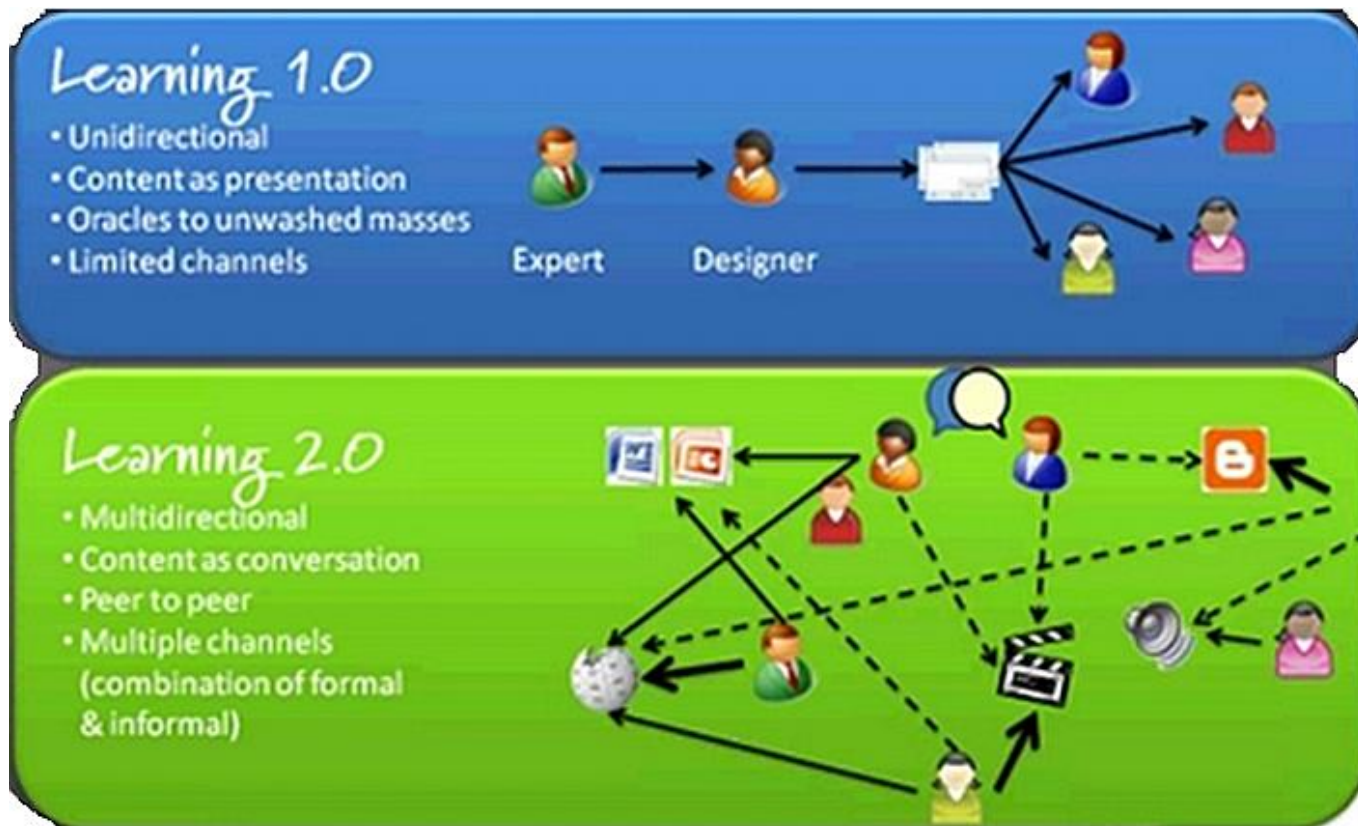 Learning 1.0
• Unidirectional
• Content as presentation
• Oracles to unwashed masses
• Limited channels
Expert
Designer
Learning 2.0
• Multidirectional
• Content as conversation
• Peer to peer
• Multiple channels
(combination of formal
& informal)